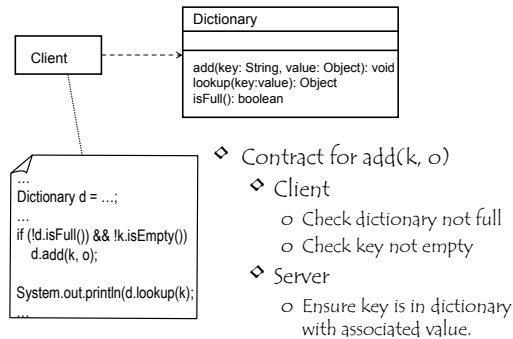 Dictionary
Client
add(key: String, value: Object): void
lookup(key:value): Object
isFull(): boolean
…
Dictionary d = …;
…
if (!d.isFull()) && !k.isEmpty())
d.add(k, o);
System.out.println(d.lookup(k);
…
❖ Contract for add(k, o)
❖ Client
o Check dictionary not full
o Check key not empty
❖ Server
o Ensure key is in dictionary
with associated value.